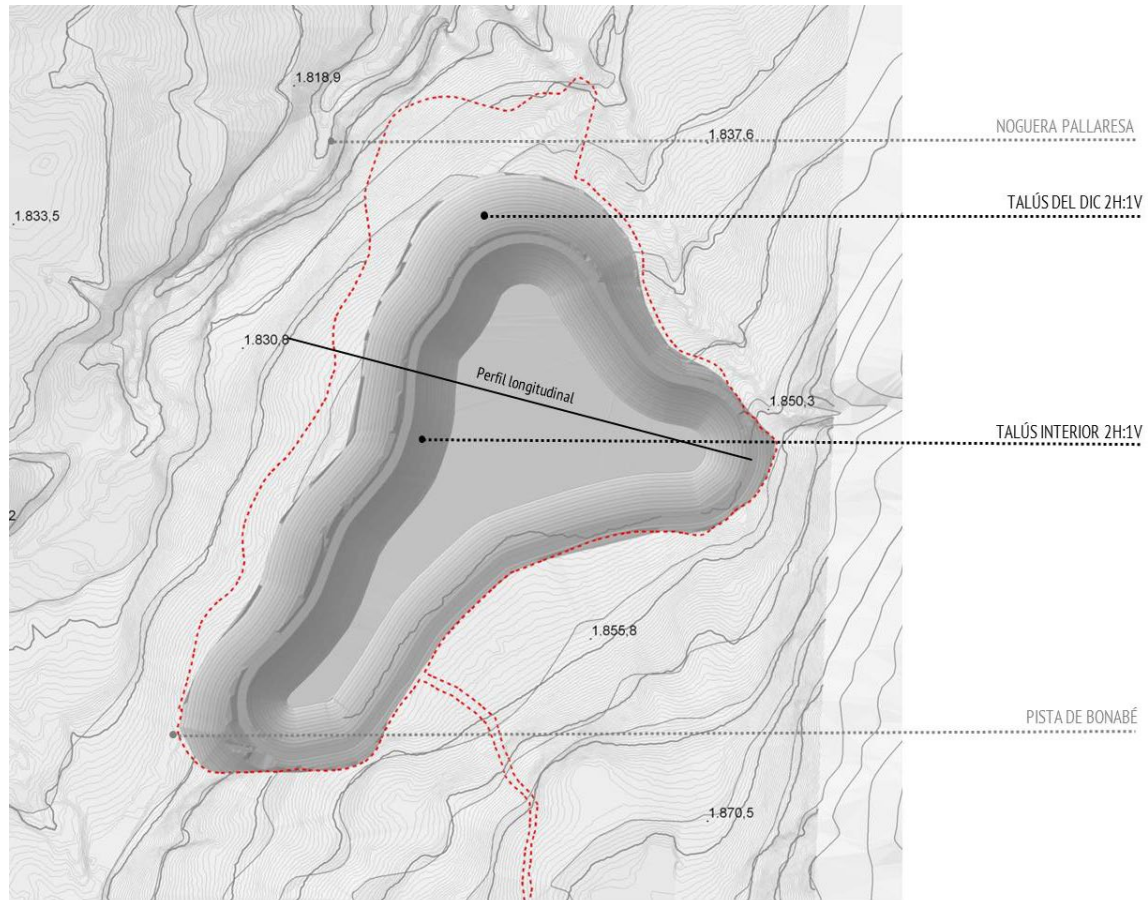 1.818,9
NOGUERA PALLARESA
1.837,6
TALÚS DEL DIC 2H:1V
1.833,5
1.830,8
Perfil longitudinal
1.850,3
TALÚS INTERIOR 2H:1V
2
1.855,8
PISTA DE BONABÉ
1.870,5